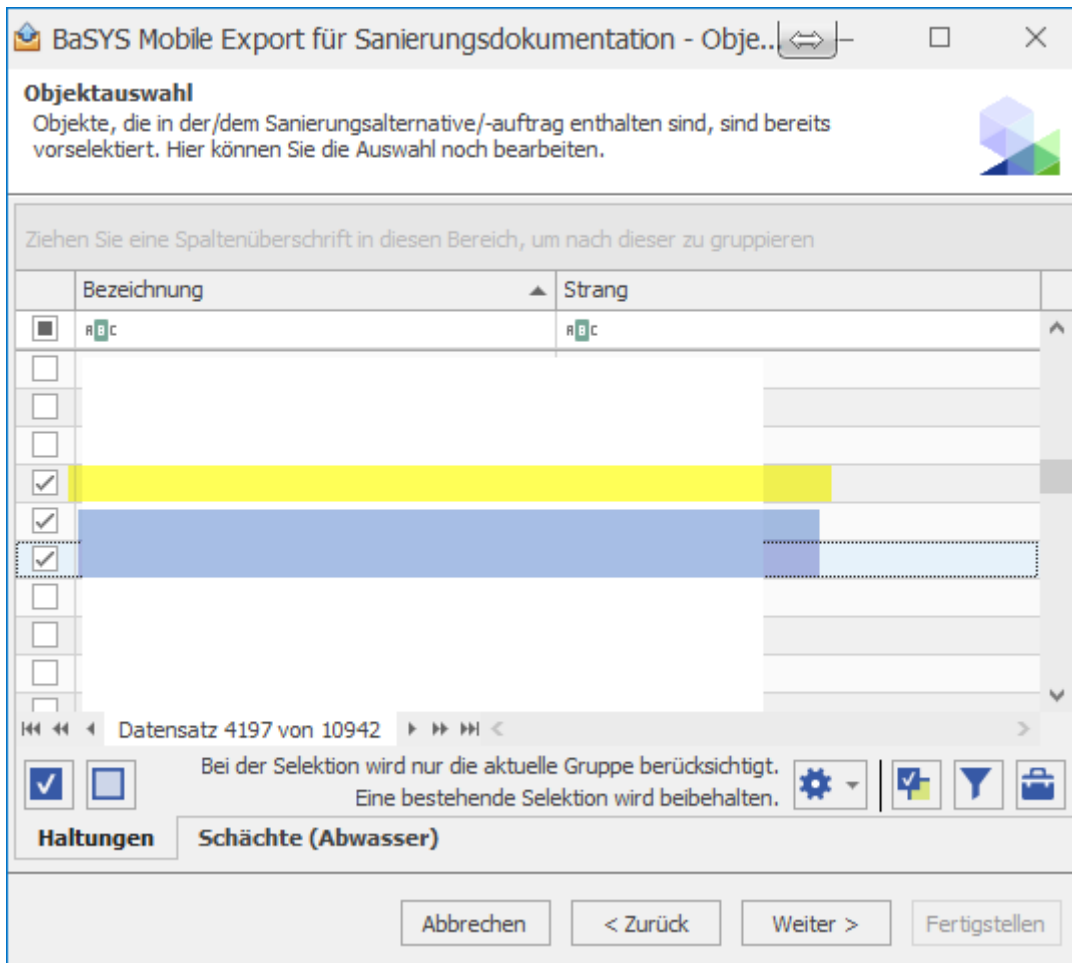 BaSYS Mobile Export für Sanierungsdokumentation - Obje...
Objektauswahl
Objekte, die in der/dem Sanierungsalternative/-auftrag enthalten sind, sind bereits
vorselektiert. Hier können Sie die Auswahl noch bearbeiten.
Ziehen Sie eine Spaltenüberschrift in diesen Bereich, um nach dieser zu gruppieren
Bezeichnung Strang
ABC ABC
Datensatz 4197 von 10942
Bei der Selektion wird nur die aktuelle Gruppe berücksichtigt.
Eine bestehende Selektion wird beibehalten.
Haltungen Schächte (Abwasser)
Abbrechen < Zurück Weiter > Fertigstellen